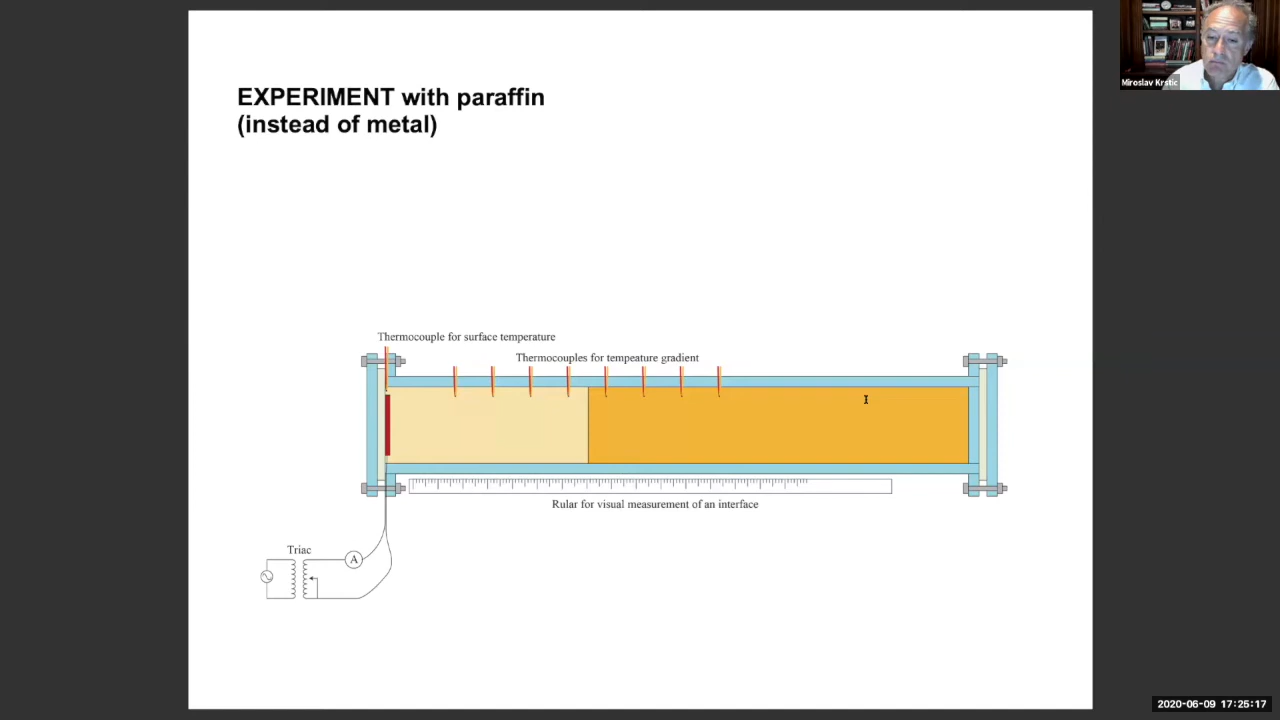 EXPERIMENT with paraffin
(instead of metal)
Miroslav Krstic
Thermocouple for surface temperature
Thermocouples for tempeature gradient
Rular for visual measurement of an interface
Triac
A
2020-06-09 17:25:17